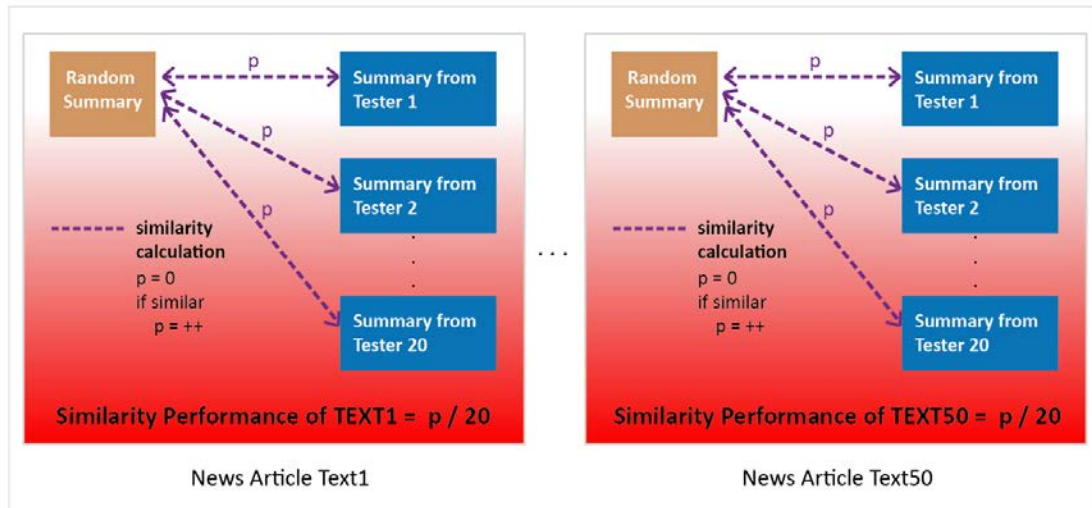 Random
Summary
p
Summary from
Tester 1
p
Summary from
Tester 2
p
similarity
calculation
p = 0
if similar
p = ++
.
.
.
Summary from
Tester 20
Similarity Performance of TEXT1 = p / 20
News Article Text1
. . .
Random
Summary
p
Summary from
Tester 1
p
Summary from
Tester 2
p
similarity
calculation
p = 0
if similar
p = ++
.
.
.
Summary from
Tester 20
Similarity Performance of TEXT50 = p / 20
News Article Text50